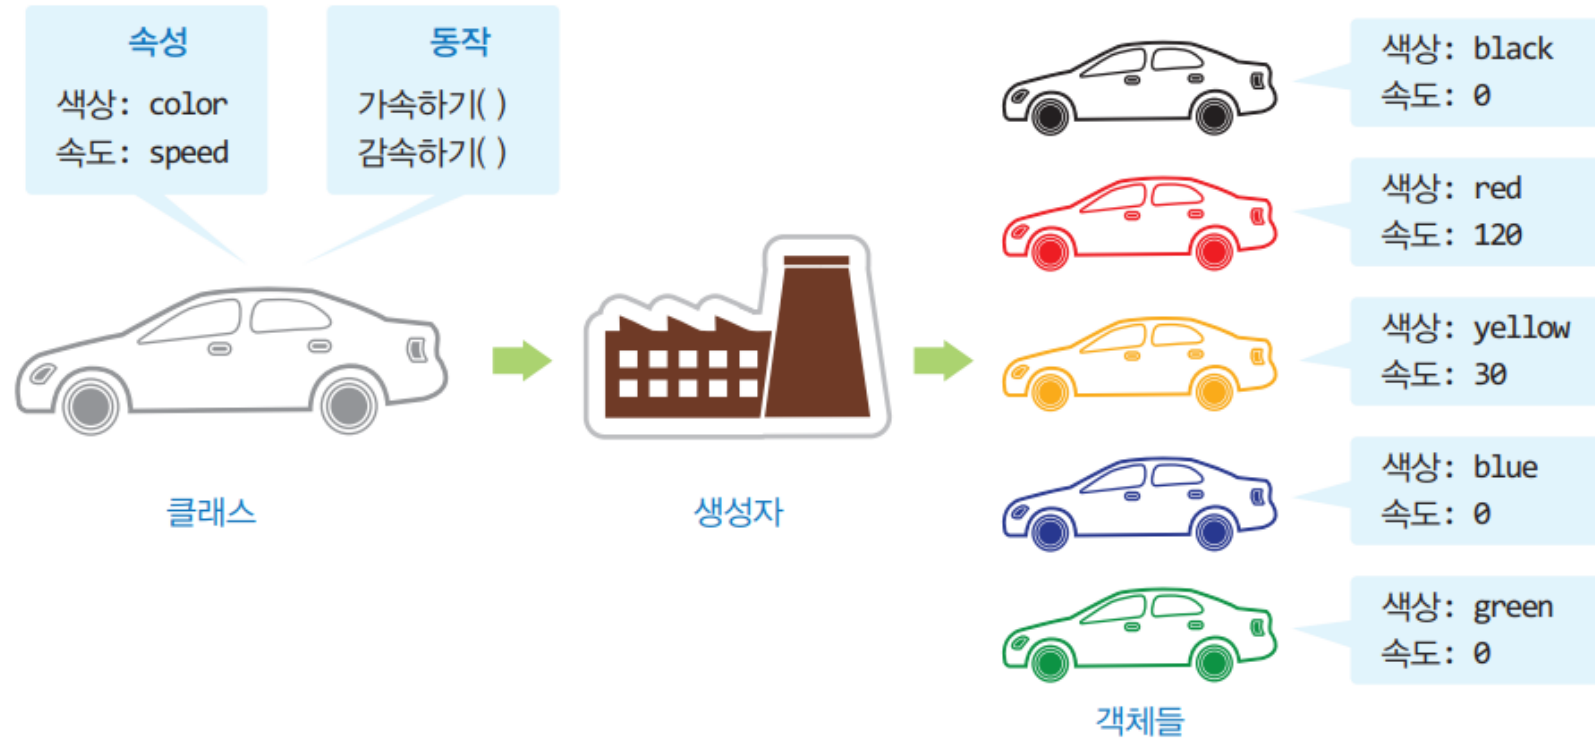 속성
색상: color
속도: speed
동작
가속하기( )
감속하기( )
클래스
생성자
색상: black
속도: 0
색상: red
속도: 120
색상: yellow
속도: 30
색상: blue
속도: 0
색상: green
속도: 0
객체들